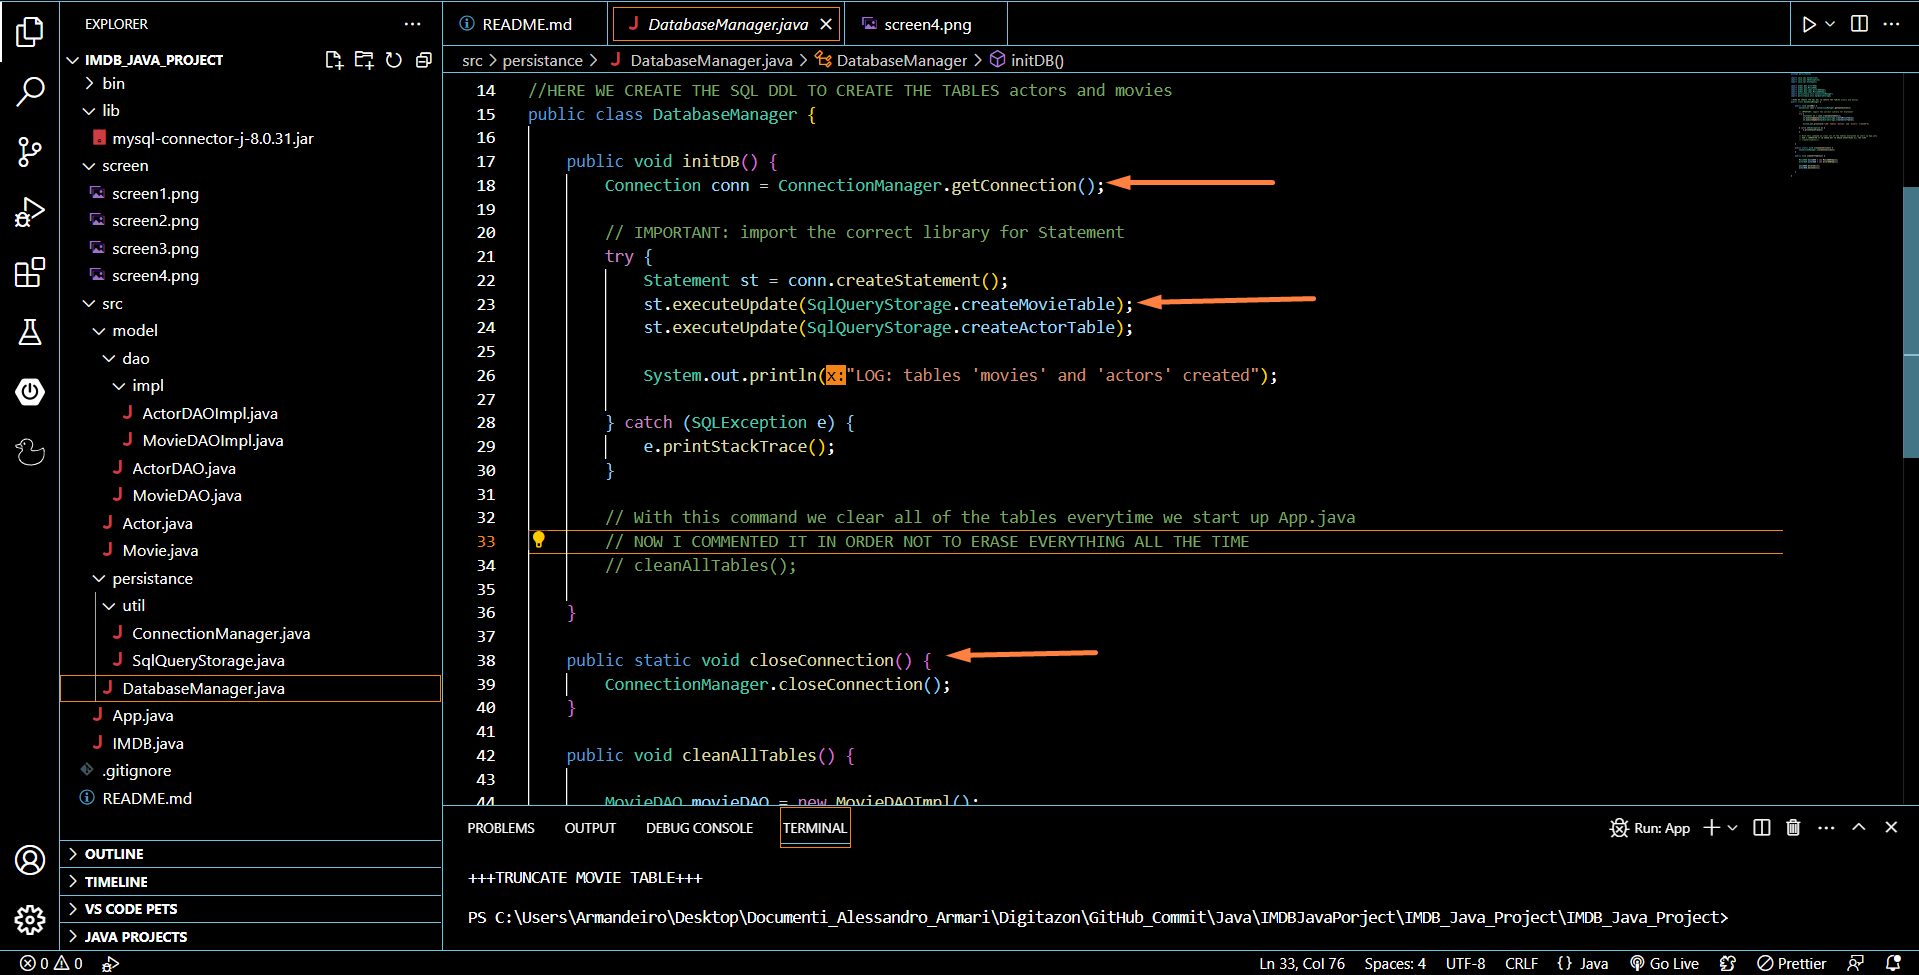 EXPLORER
IMDB_JAVA_PROJECT
bin
lib
mysql-connector-j-8.0.31.jar
screen
screen1.png
screen2.png
screen3.png
screen4.png
src
model
dao
impl
ActorDAOImpl.java
MovieDAOImpl.java
ActorDAO.java
MovieDAO.java
Actor.java
Movie.java
persistance
util
ConnectionManager.java
SqlQueryStorage.java
DatabaseManager.java
App.java
IMDB.java
.gitignore
README.md
OUTLINE
TIMELINE
VS CODE PETS
JAVA PROJECTS
README.md DatabaseManager.java screen4.png
src > persistance > DatabaseManager.java > DatabaseManager > initDB()
14 //HERE WE CREATE THE SQL DDL TO CREATE THE TABLES actors and movies
15 public class DatabaseManager {
16
17 public void initDB() {
18 Connection conn = ConnectionManager.getConnection();
19
20 // IMPORTANT: import the correct library for Statement
21 try {
22 Statement st = conn.createStatement();
23 st.executeUpdate(SqlQueryStorage.createMovieTable);
24 st.executeUpdate(SqlQueryStorage.createActorTable);
25
26 System.out.println(x:"LOG: tables 'movies' and 'actors' created");
27
28 } catch (SQLException e) {
29 e.printStackTrace();
30 }
31
32 // With this command we clear all of the tables everytime we start up App.java
33 // NOW I COMMENTED IT IN ORDER NOT TO ERASE EVERYTHING ALL THE TIME
34 // cleanAllTables();
35
36 }
37
38 public static void closeConnection() {
39 ConnectionManager.closeConnection();
40 }
41
42 public void cleanAllTables() {
43
44 MovieDAO movieDAO = new MovieDAOImpl();
PROBLEMS OUTPUT DEBUG CONSOLE TERMINAL Run: App
+++TRUNCATE MOVIE TABLE+++
PS C:\Users\Armandeiro\Desktop\Documenti_Alessandro_Armari\Digitazon\GitHub_Commit\Java\IMDBJavaPorject\IMDB_Java_Project\IMDB_Java_Project>
0 0 Ln 33, Col 76 Spaces: 4 UTF-8 CRLF {} Java Go Live Prettier